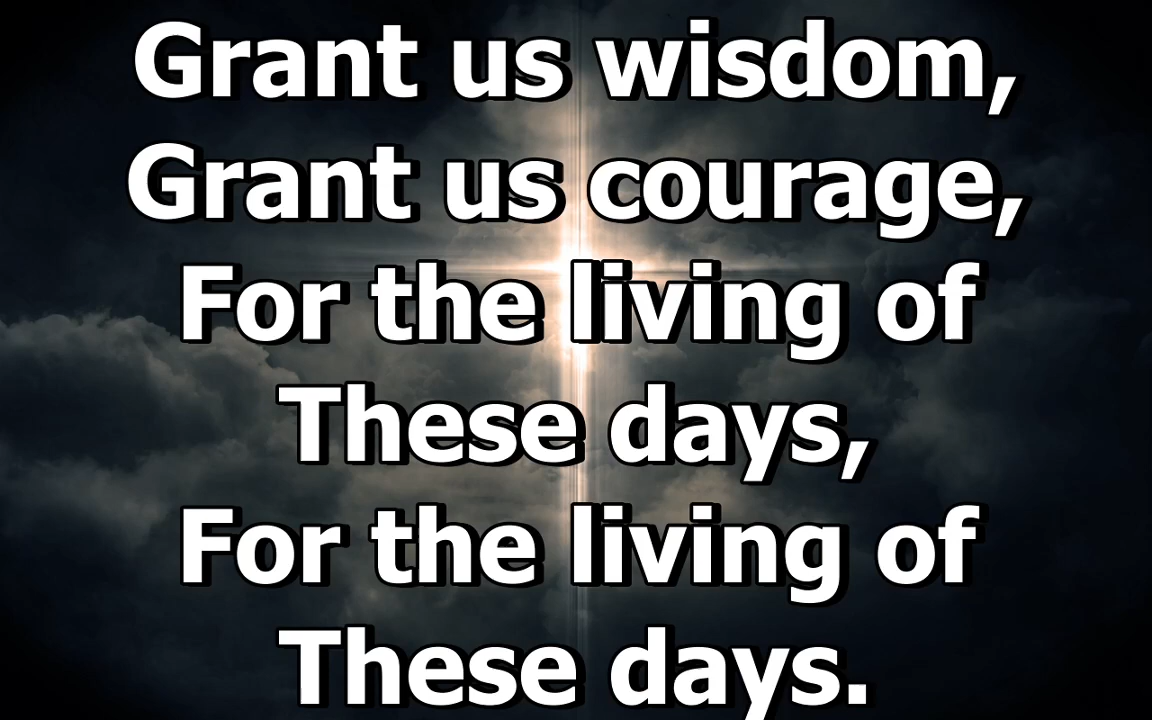 Grant us wisdom,
Grant us courage,
For the living of
These days,
For the living of
These days.